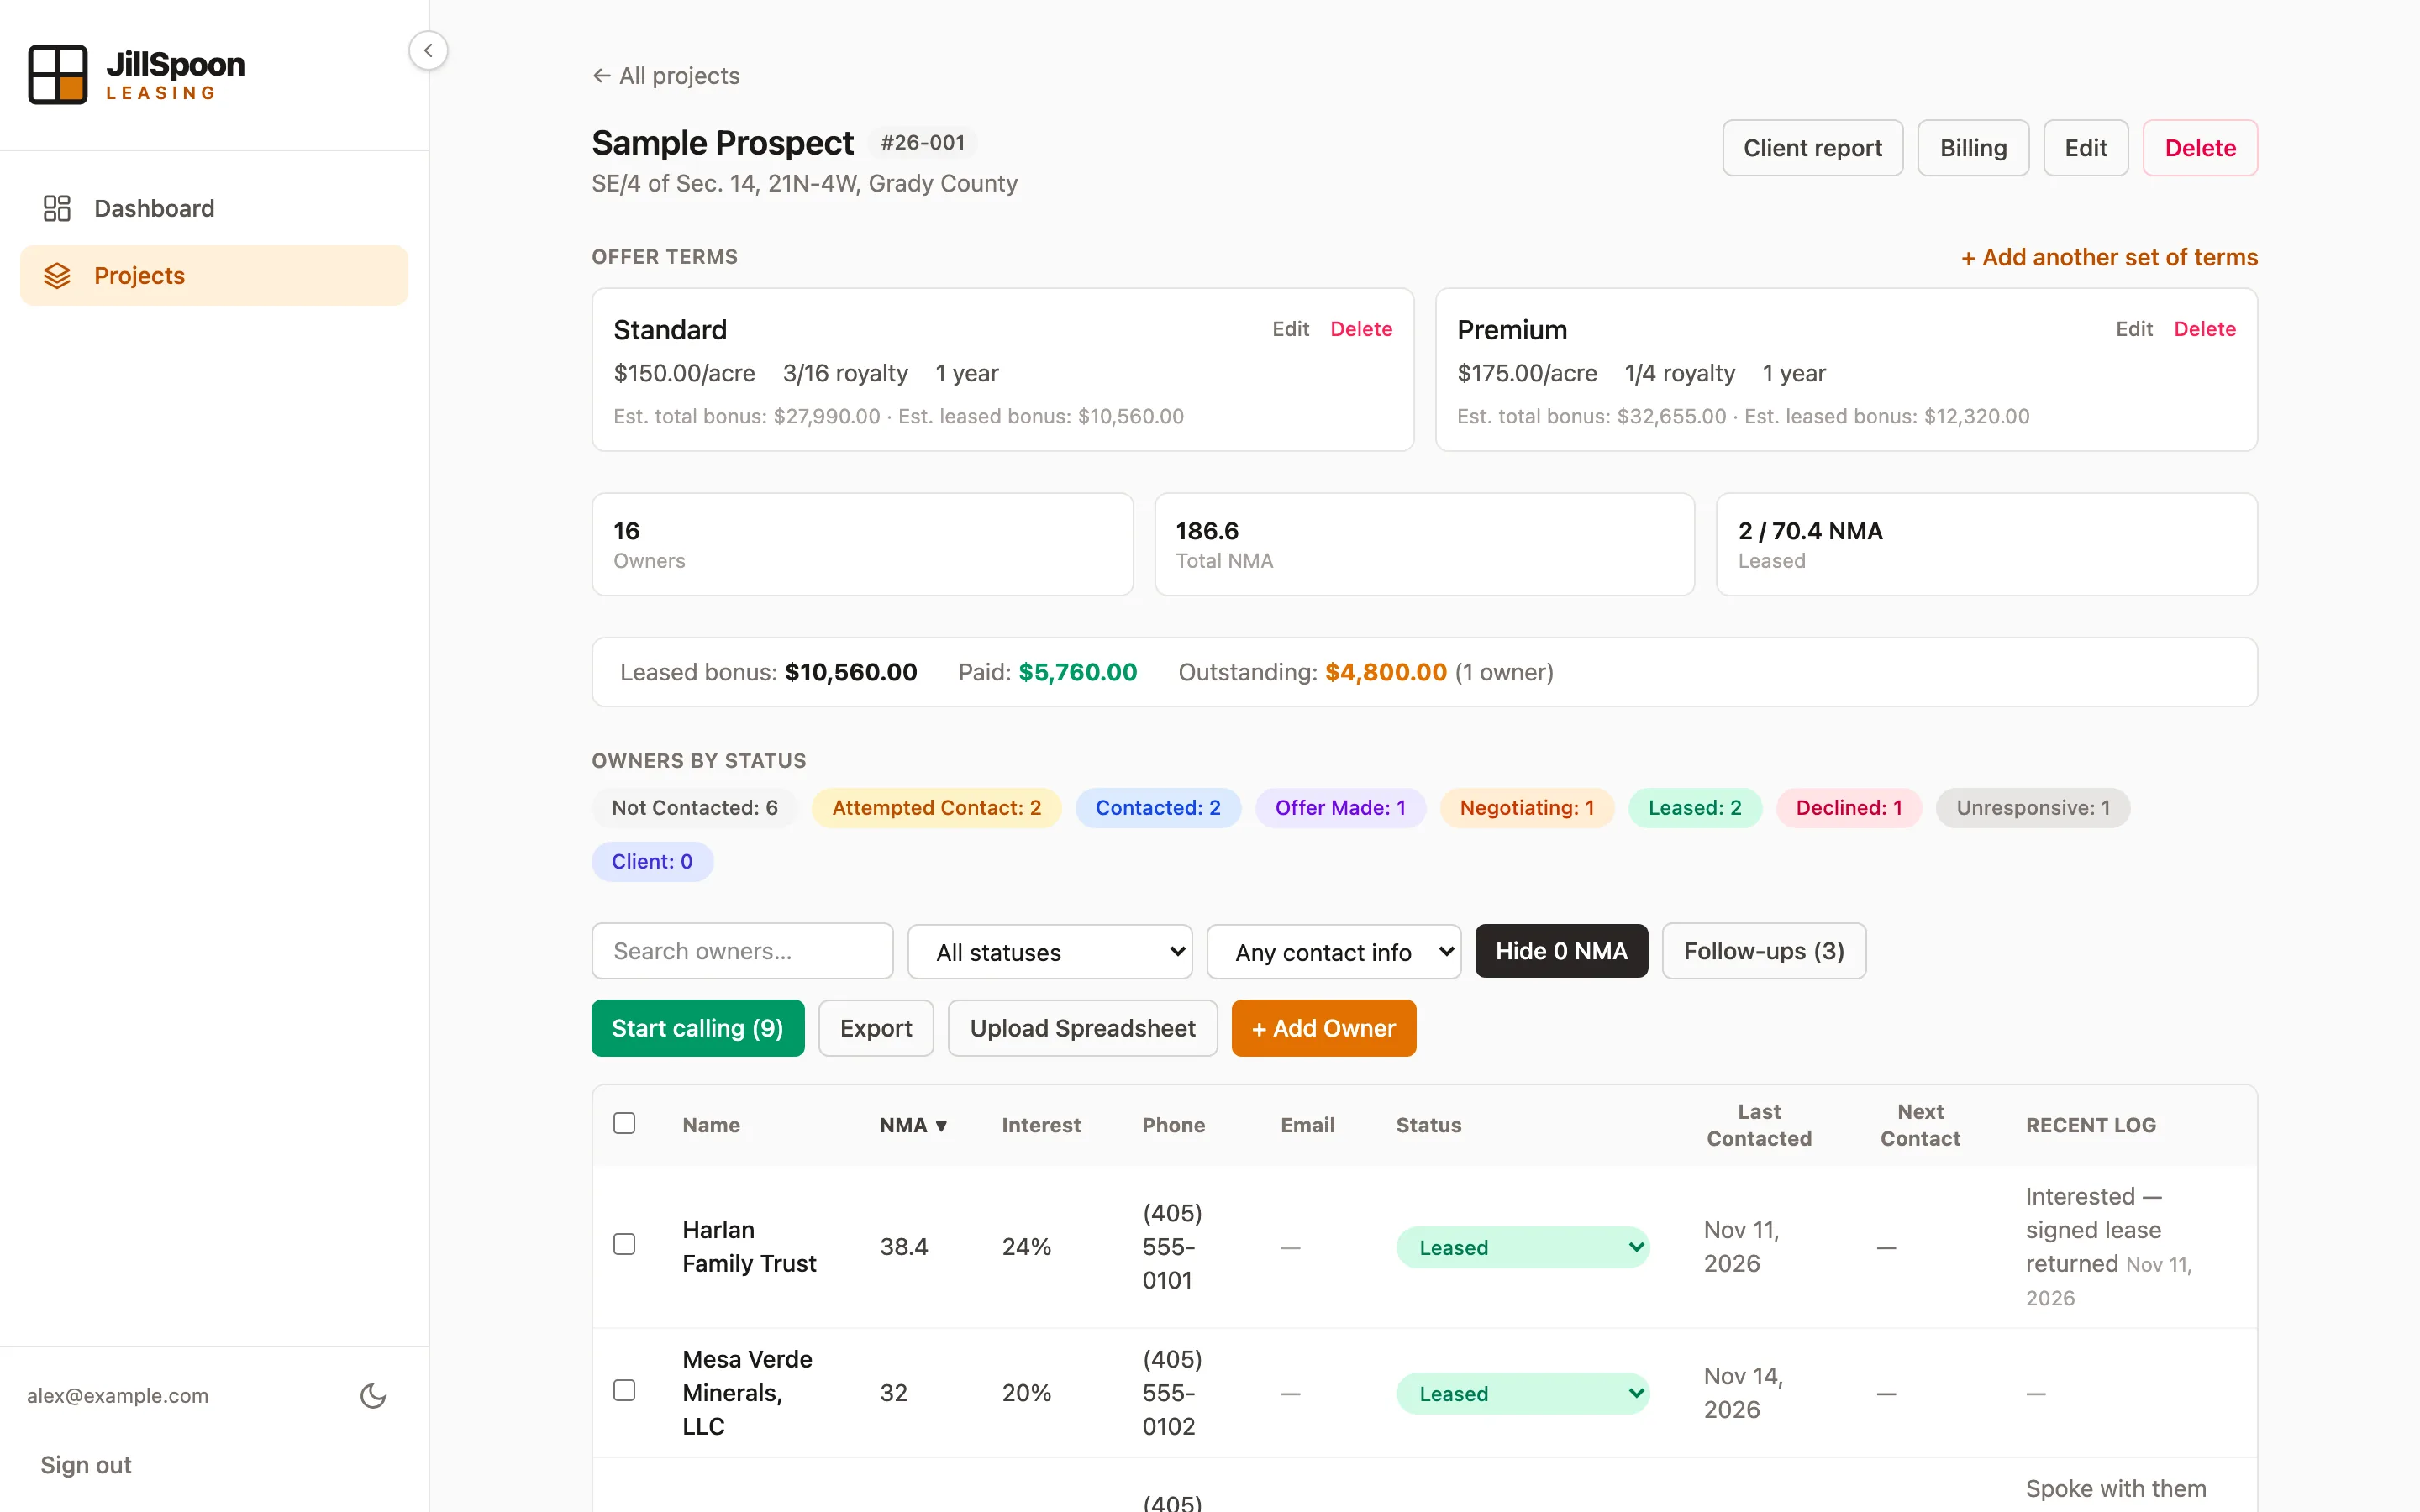 JillSpoon
LEASING
Dashboard
Projects
alex@example.com
Sign out
← All projects
Sample Prospect #26-001
SE/4 of Sec. 14, 21N-4W, Grady County
Client report Billing Edit Delete
OFFER TERMS
+ Add another set of terms
Standard Edit Delete
$150.00/acre 3/16 royalty 1 year
Est. total bonus: $27,990.00 · Est. leased bonus: $10,560.00
Premium Edit Delete
$175.00/acre 1/4 royalty 1 year
Est. total bonus: $32,655.00 · Est. leased bonus: $12,320.00
16
Owners
186.6
Total NMA
2 / 70.4 NMA
Leased
Leased bonus: $10,560.00 Paid: $5,760.00 Outstanding: $4,800.00 (1 owner)
OWNERS BY STATUS
Not Contacted: 6 Attempted Contact: 2 Contacted: 2 Offer Made: 1 Negotiating: 1 Leased: 2 Declined: 1 Unresponsive: 1
Client: 0
Search owners... All statuses Any contact info Hide 0 NMA Follow-ups (3)
Start calling (9) Export Upload Spreadsheet + Add Owner
Name NMA ▼ Interest Phone Email Status Last Contacted Next Contact RECENT LOG
Harlan
Family Trust
38.4
24%
(405)
555-
0101
—
Leased
Nov 11,
2026
—
Interested —
signed lease
returned Nov 11,
2026
Mesa Verde
Minerals,
LLC
32
20%
(405)
555-
0102
—
Leased
Nov 14,
2026
—
—
(405)
Spoke with them